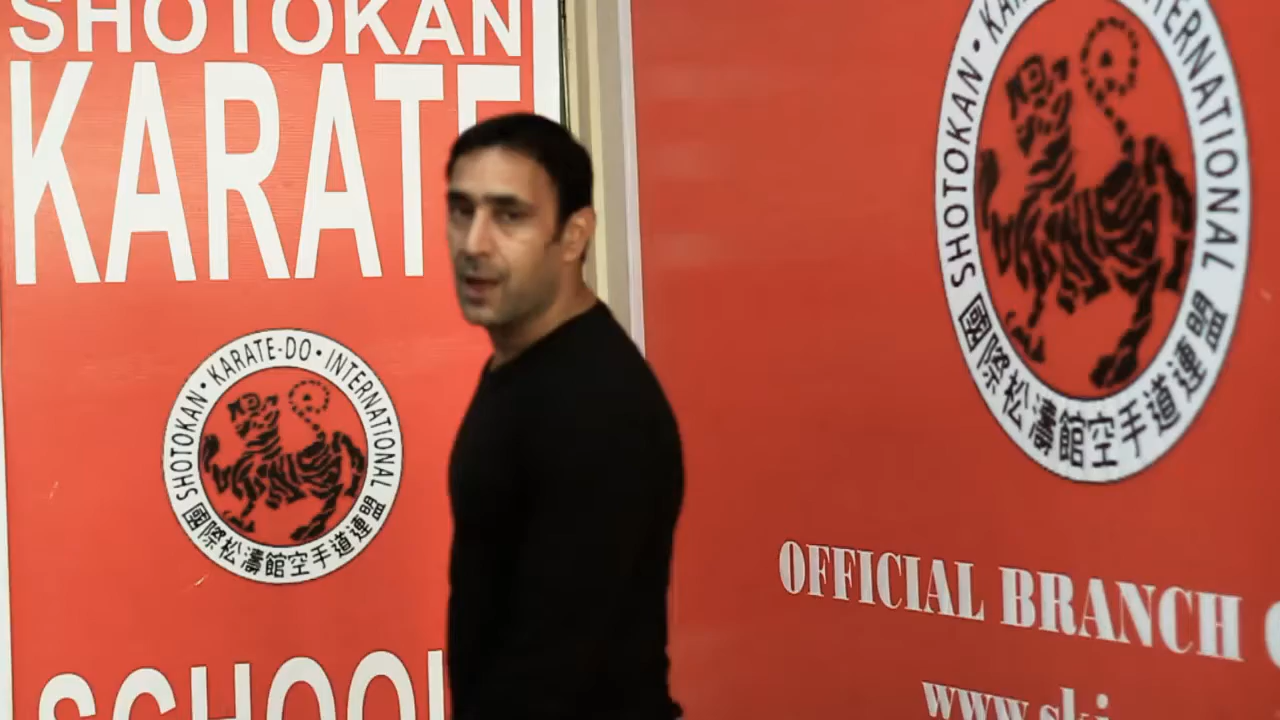 SHOTOKAN
KARATE
SHOTOKAN · KARATE-DO · INTERNATIONAL
國際松濤館空手道連盟
SCHOOL
SHOTOKAN ·
INTERNATIONAL
國際松濤館空手道連盟
OFFICIAL BRANCH